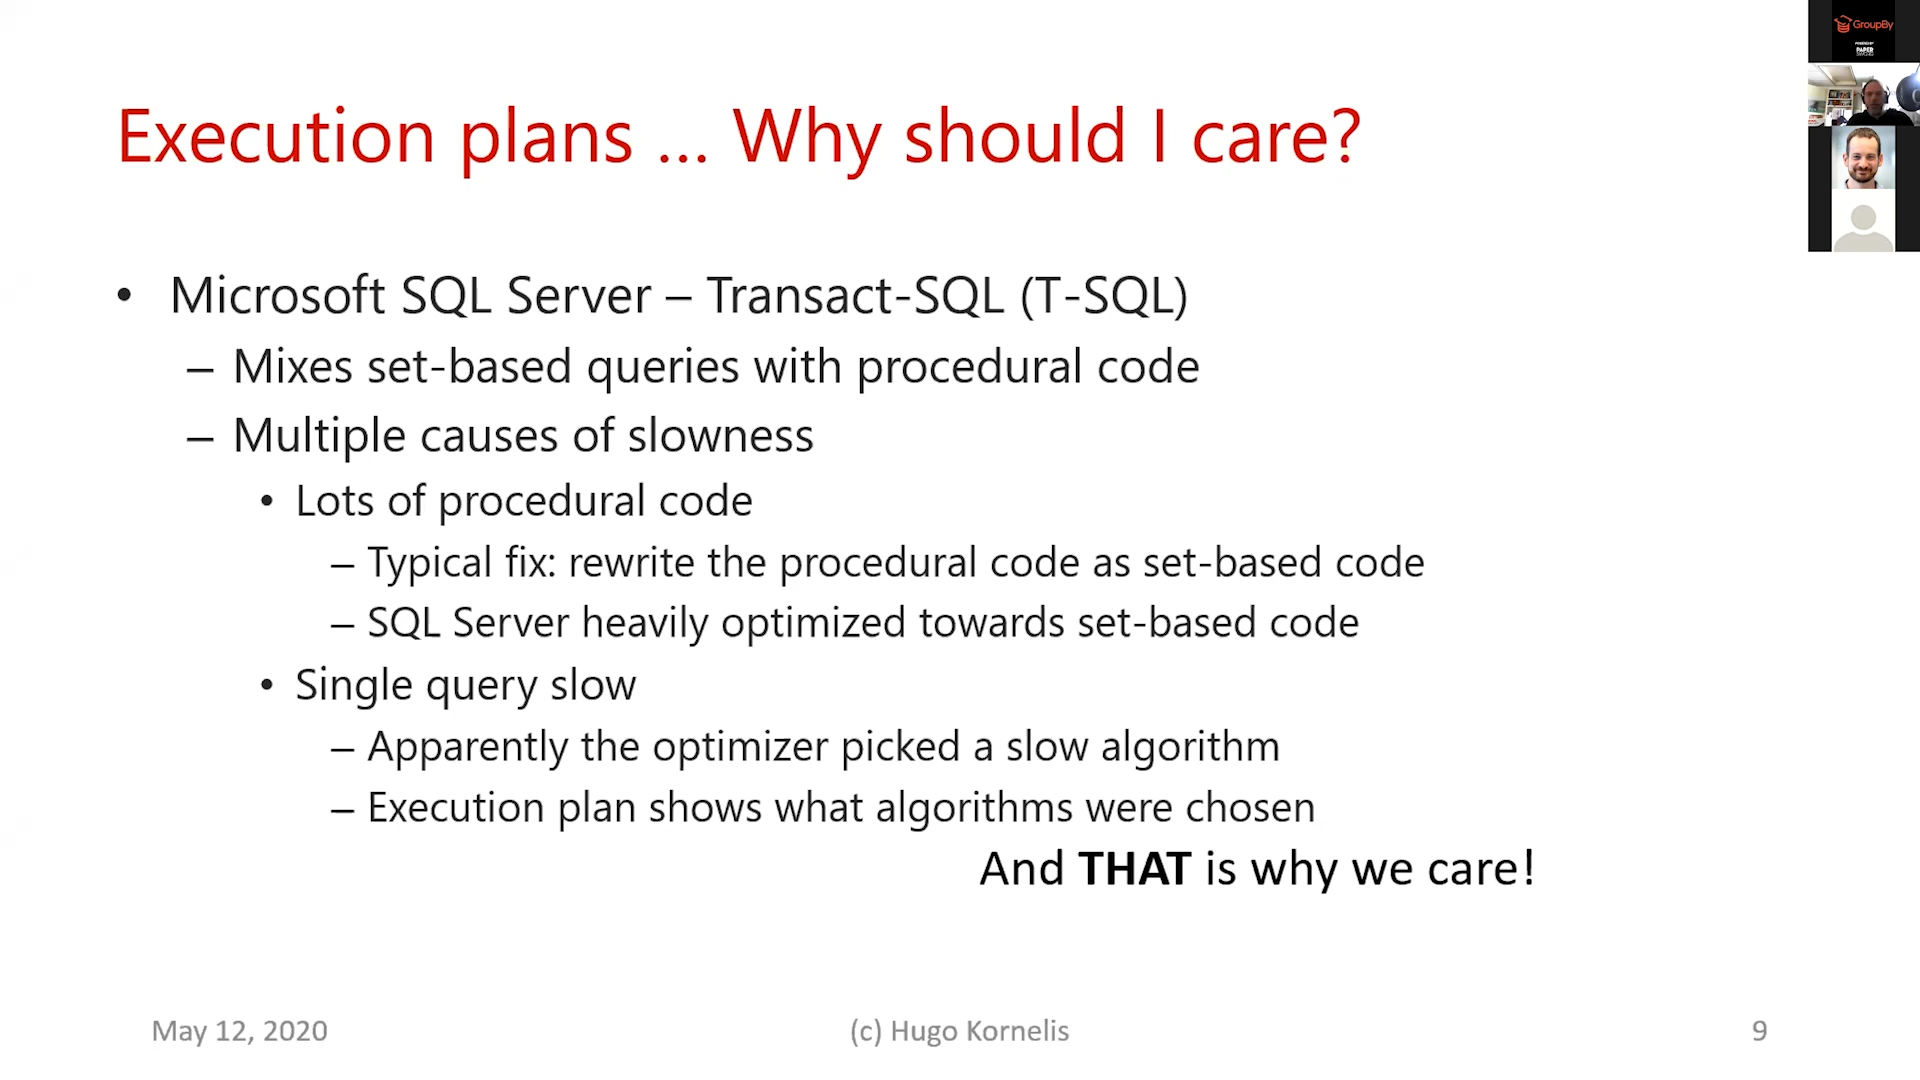 GroupBy
POWERED BY
PAPER
Execution plans ... Why should I care?
• Microsoft SQL Server – Transact-SQL (T-SQL)
– Mixes set-based queries with procedural code
– Multiple causes of slowness
• Lots of procedural code
– Typical fix: rewrite the procedural code as set-based code
– SQL Server heavily optimized towards set-based code
• Single query slow
– Apparently the optimizer picked a slow algorithm
– Execution plan shows what algorithms were chosen
And THAT is why we care!
May 12, 2020
(c) Hugo Kornelis
9